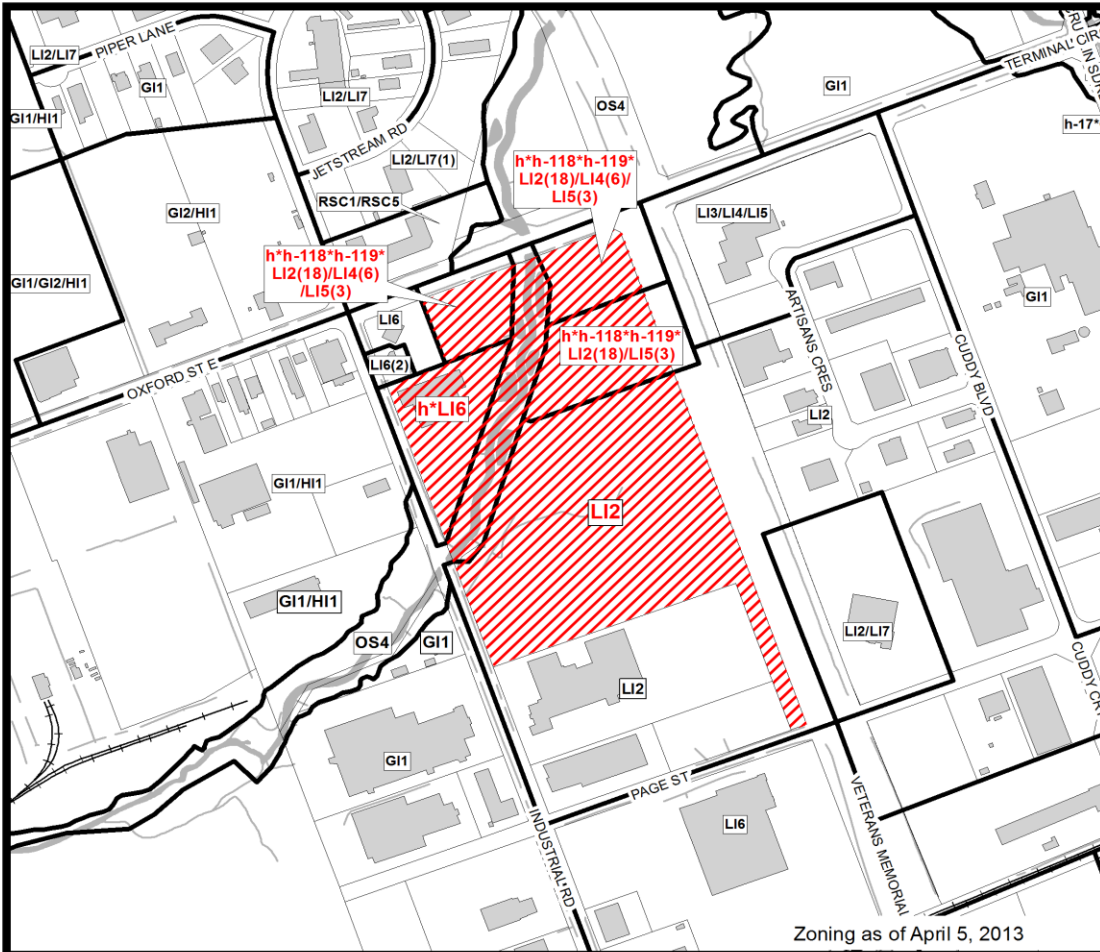 PIPER LANE
LI2/LI7
GI1
GI1/HI1
LI2/LI7
JETSTREAM RD
OS4
GI1
TERMINAL CIR
h-17*
LI2/LI7(1)
RSC1/RSC5
GI2/HI1
GI1/GI2/HI1
h*h-118*h-119*
LI2(18)/LI4(6)/
LI5(3)
LI3/LI4/LI5
h*h-118*h-119*
LI2(18)/LI4(6)
/LI5(3)
GI1
ARTISANS CRES
LI6
LI6(2)
h*h-118*h-119*
LI2(18)/LI5(3)
CUDDY BLVD
OXFORD ST E
h*LI6
LI2
GI1/HI1
LI2
GI1/HI1
OS4
GI1
LI2/LI7
CUDDY CRT
LI2
GI1
PAGE ST
VETERANS MEMORIAL
INDUSTRIAL RD
LI6
Zoning as of April 5, 2013